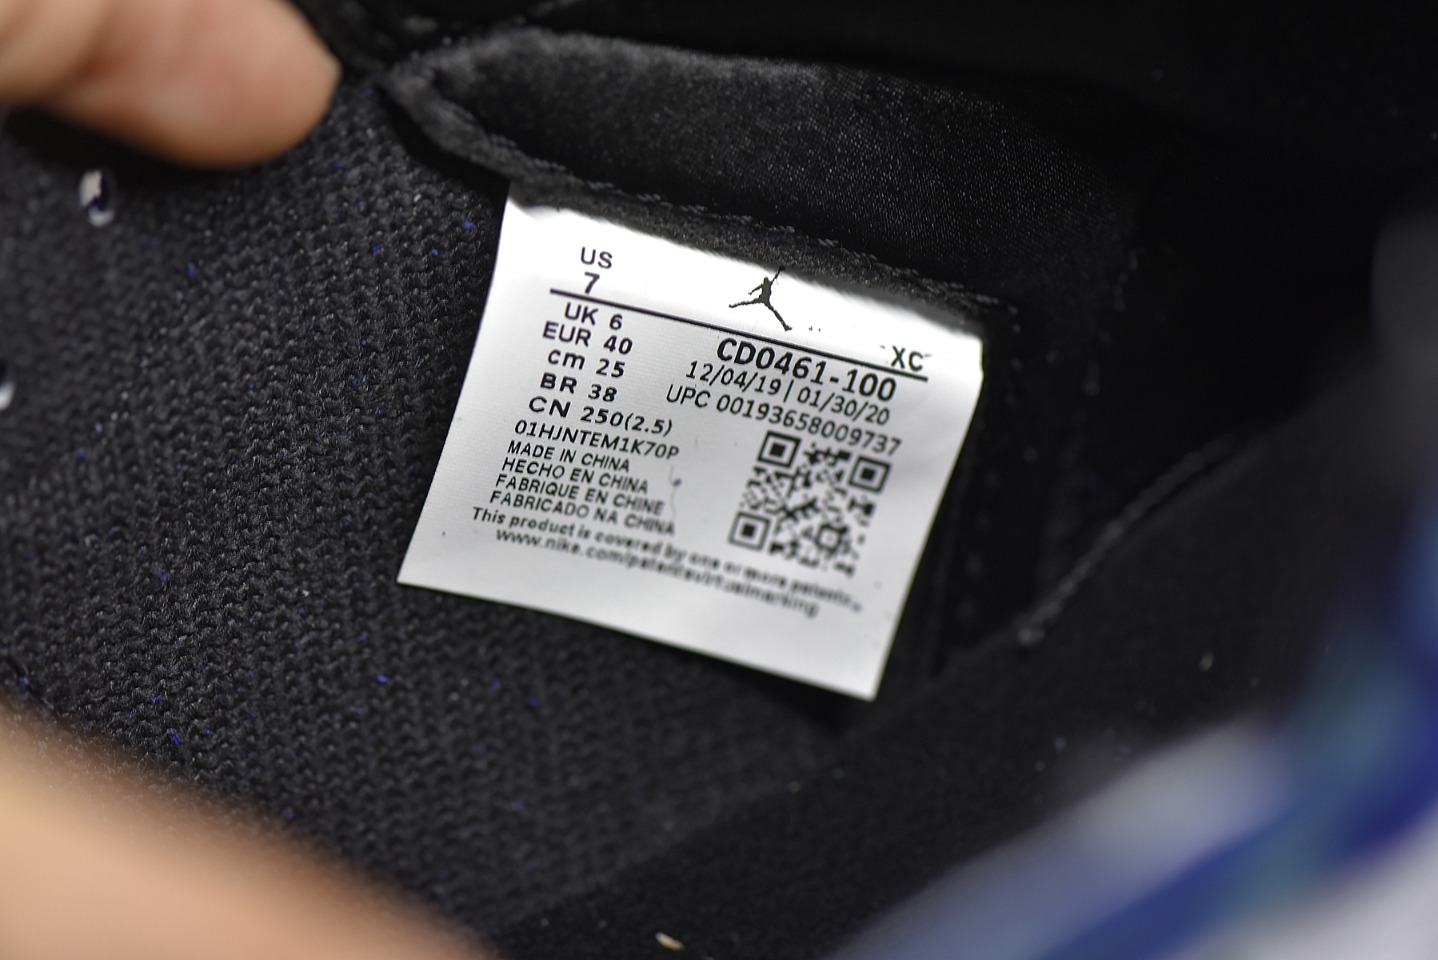 US
7
XC
UK 6
EUR 40
cm 25
BR 38
CN 250(2.5)
CD0461-100
12/04/19 | 01/30/20
UPC 00193658009737
01HJNTEM1K70P
MADE IN CHINA
HECHO EN CHINA
FABRIQUE EN CHINE
FABRICADO NA CHINA
This product is covered by one or more patents.
www.nike.com/patentsvirtualmarking